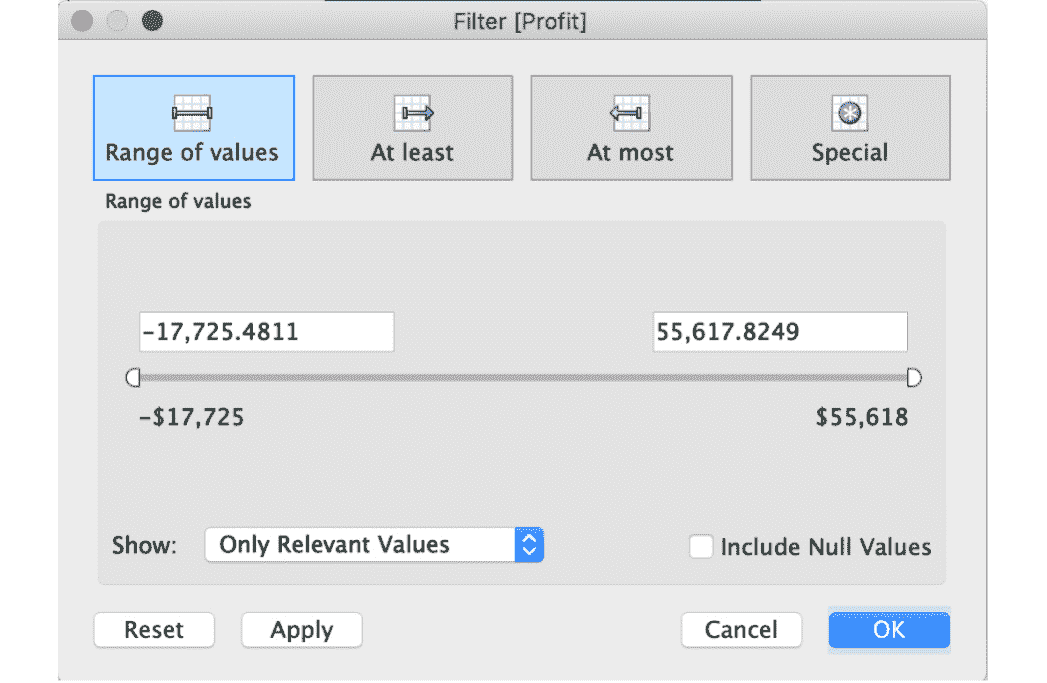 Filter [Profit]
Range of values
At least
At most
Special
Range of values
-17,725.4811
55,617.8249
-$17,725
$55,618
Show:
Only Relevant Values
Include Null Values
Reset
Apply
Cancel
OK